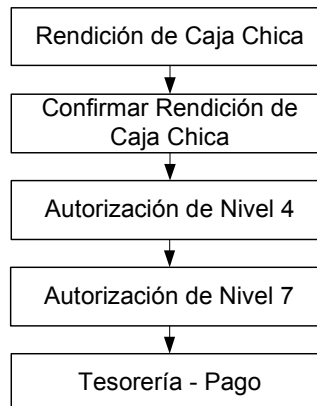 Rendición de Caja Chica
Confirmar Rendición de
Caja Chica
Autorización de Nivel 4
Autorización de Nivel 7
Tesorería - Pago